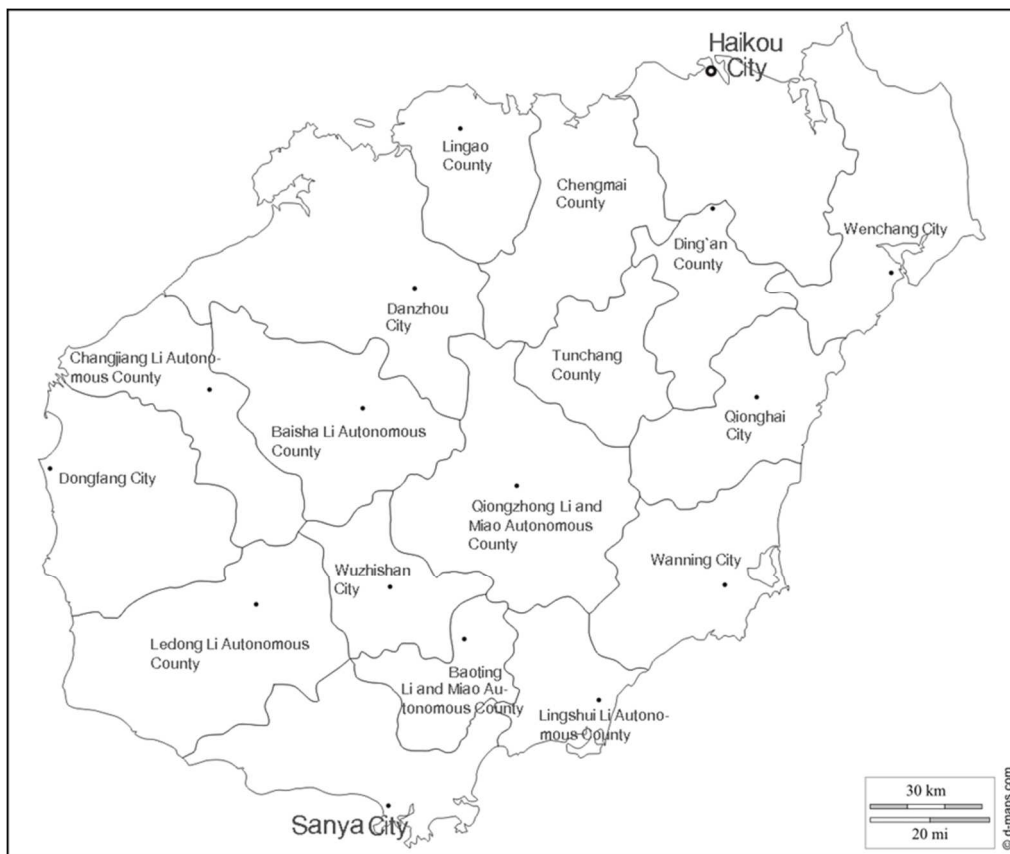 Haikou
City
Lingao
County
Chengmai
County
Wenchang City
Ding`an
County
Danzhou
City
Changjiang Li Autono-
mous County
Tunchang
County
Qionghai
City
Baisha Li Autonomous
County
Dongfang City
Qiongzhong Li and
Miao Autonomous
County
Wanning City
Wuzhishan
City
Ledong Li Autonomous
County
Baoting
Li and Miao Au-
tonomous County
Lingshui Li Autono-
mous County
Sanya City
30 km
20 mi
© d-maps.com